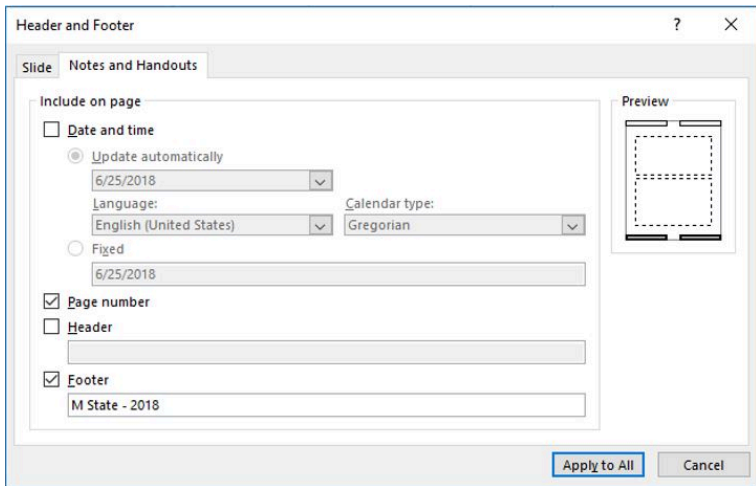 Header and Footer ? X
Slide Notes and Handouts
Include on page Preview
Date and time
Update automatically
6/25/2018
Language: Calendar type:
English (United States) Gregorian
Fixed
6/25/2018
Page number
Header
Footer
M State - 2018
Apply to All Cancel